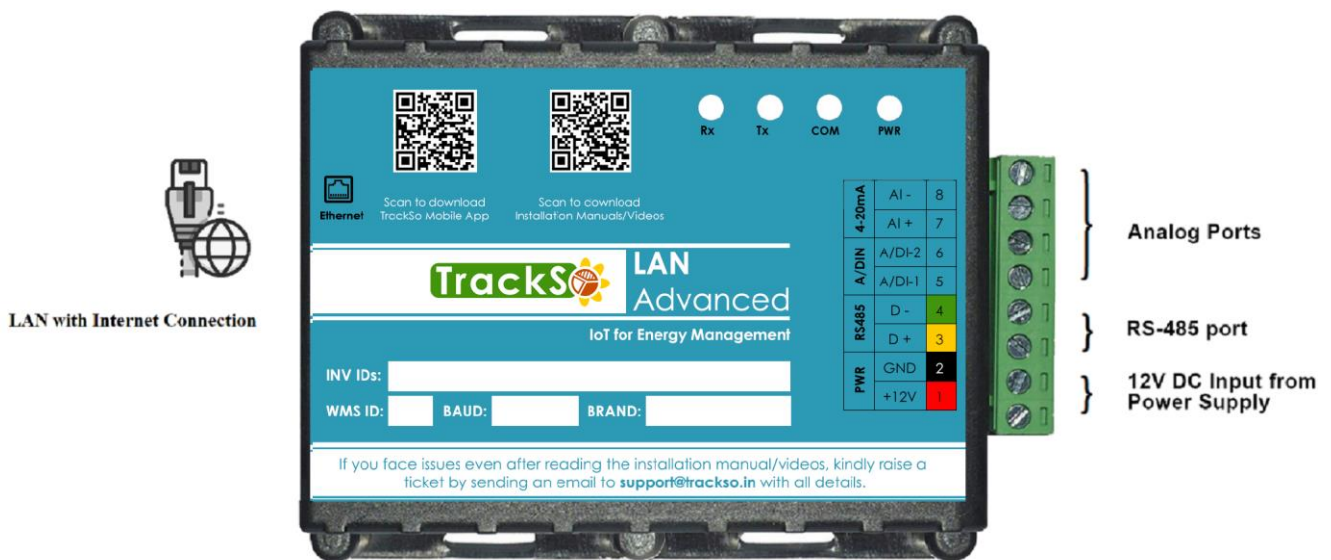 Rx Tx COM PWR
Ethernet
Scan to download
TrackSo Mobile App
Scan to cownload
Installation Manuals/Videos
TrackSo
LAN
Advanced
IoT for Energy Management
INV IDs:
WMS ID: BAUD: BRAND:
4-20mA
AI - 8
AI + 7
A/DIN
A/DI-2 6
A/DI-1 5
RS485
D - 4
D + 3
PWR
GND 2
+12V 1
If you face issues even after reading the installation manual/videos, kindly raise a
ticket by sending an email to support@trackso.in with all details.
LAN with Internet Connection
Analog Ports
RS-485 port
12V DC Input from
Power Supply